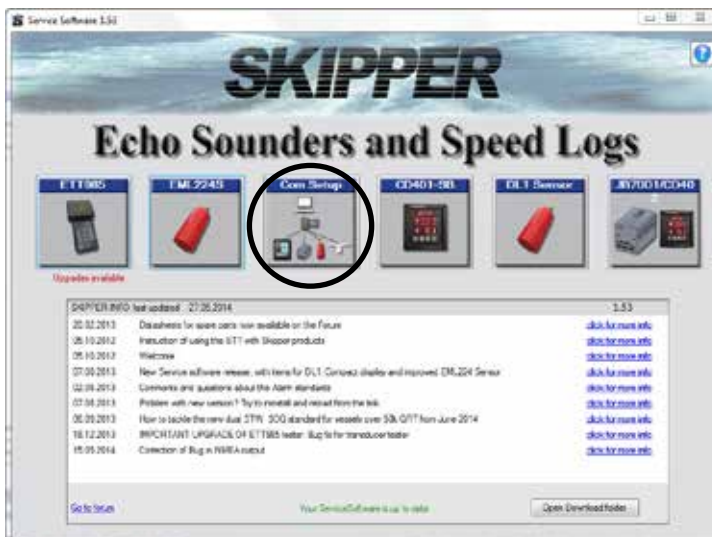 Service Software 1.53
SKIPPER
Echo Sounders and Speed Logs
ETT985 EML224S Com Setup CD401-SB DL1 Sensor JB70D1/CD40
Upgrades available
SKIPPER INFO last updated 27.05.2014 1.53
20.02.2013 Datasheets for spare parts now available on the Forum click for more info
05.10.2012 Instruction of using the ETT with Skipper products click for more info
05.10.2012 Welcome click for more info
07.08.2013 New Service software release, with items for DL1 Compact display and improved EML224 Sensor click for more info
02.08.2013 Comments and questions about the Alarm standards click for more info
07.08.2013 Problem with new version? Try to reinstall and reload from the link click for more info
How to tackle the new dual STW SOG standard for vessels over 50k GRT from June 2014 click for more info
18.12.2013 IMPORTANT UPGRADE OF ETT985 tester. Bug fix for transducer tester click for more info
15.05.2014 Correction of Bug in NMEA output click for more info
Go to forum Your ServiceSoftware is up to date Open Download folder